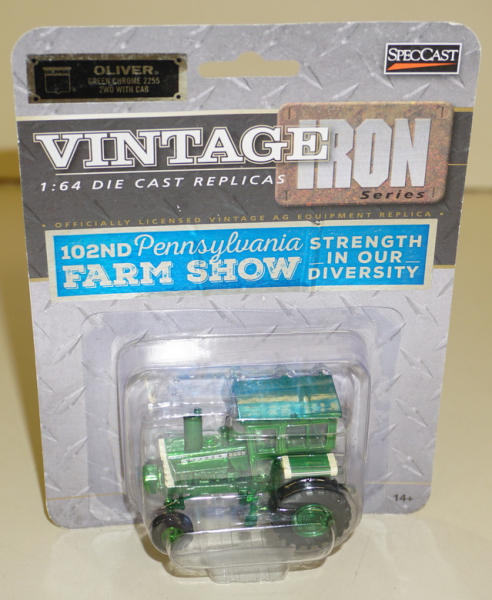 OLIVER
GREEN CHROME 2255
2WD WITH CAB
SPECCAST
VINTAGE
IRON
Series
1:64 DIE CAST REPLICAS
• OFFICIALLY LICENSED VINTAGE AG EQUIPMENT REPLICA •
102ND Pennsylvania
FARM SHOW
STRENGTH
IN OUR
DIVERSITY
14+